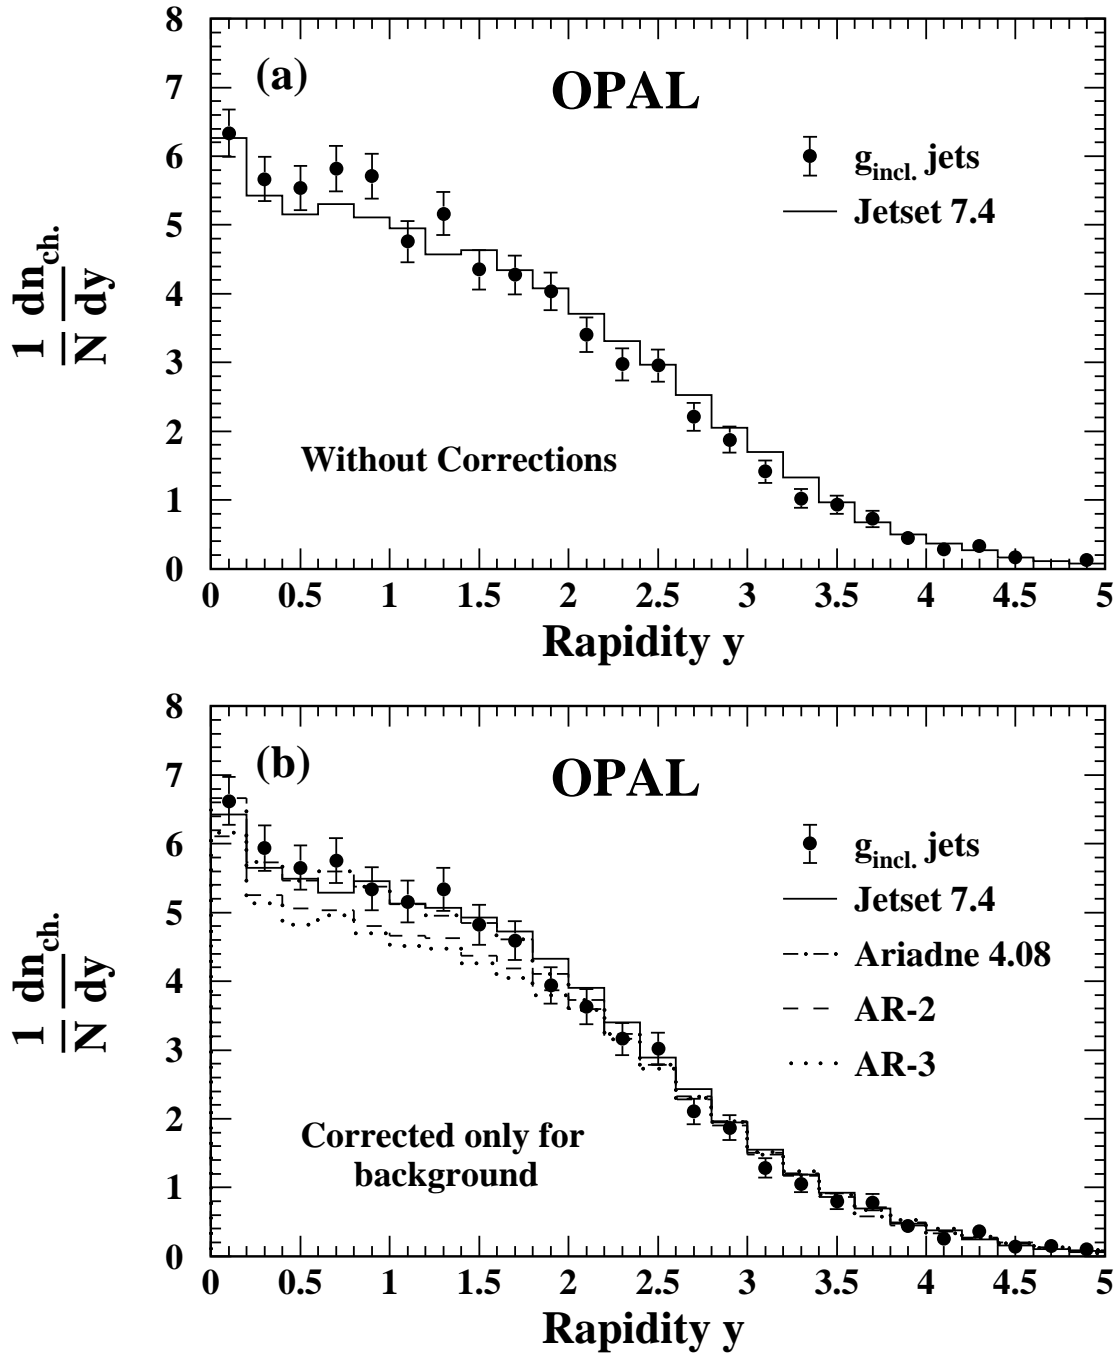 8
7
6
5
4
3
2
1
0
(a)
OPAL
g_incl. jets
Jetset 7.4
Without Corrections
1 dn_ch.
N dy
0 0.5 1 1.5 2 2.5 3 3.5 4 4.5 5
Rapidity y
8
7
6
5
4
3
2
1
0
(b)
OPAL
g_incl. jets
Jetset 7.4
Ariadne 4.08
AR-2
AR-3
Corrected only for
background
1 dn_ch.
N dy
0 0.5 1 1.5 2 2.5 3 3.5 4 4.5 5
Rapidity y